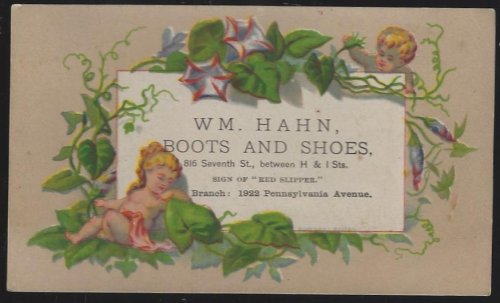 WM. HAHN,
BOOTS AND SHOES,
816 Seventh St., between H & I Sts.
SIGN OF "RED SLIPPER."
Branch: 1922 Pennsylvania Avenue.